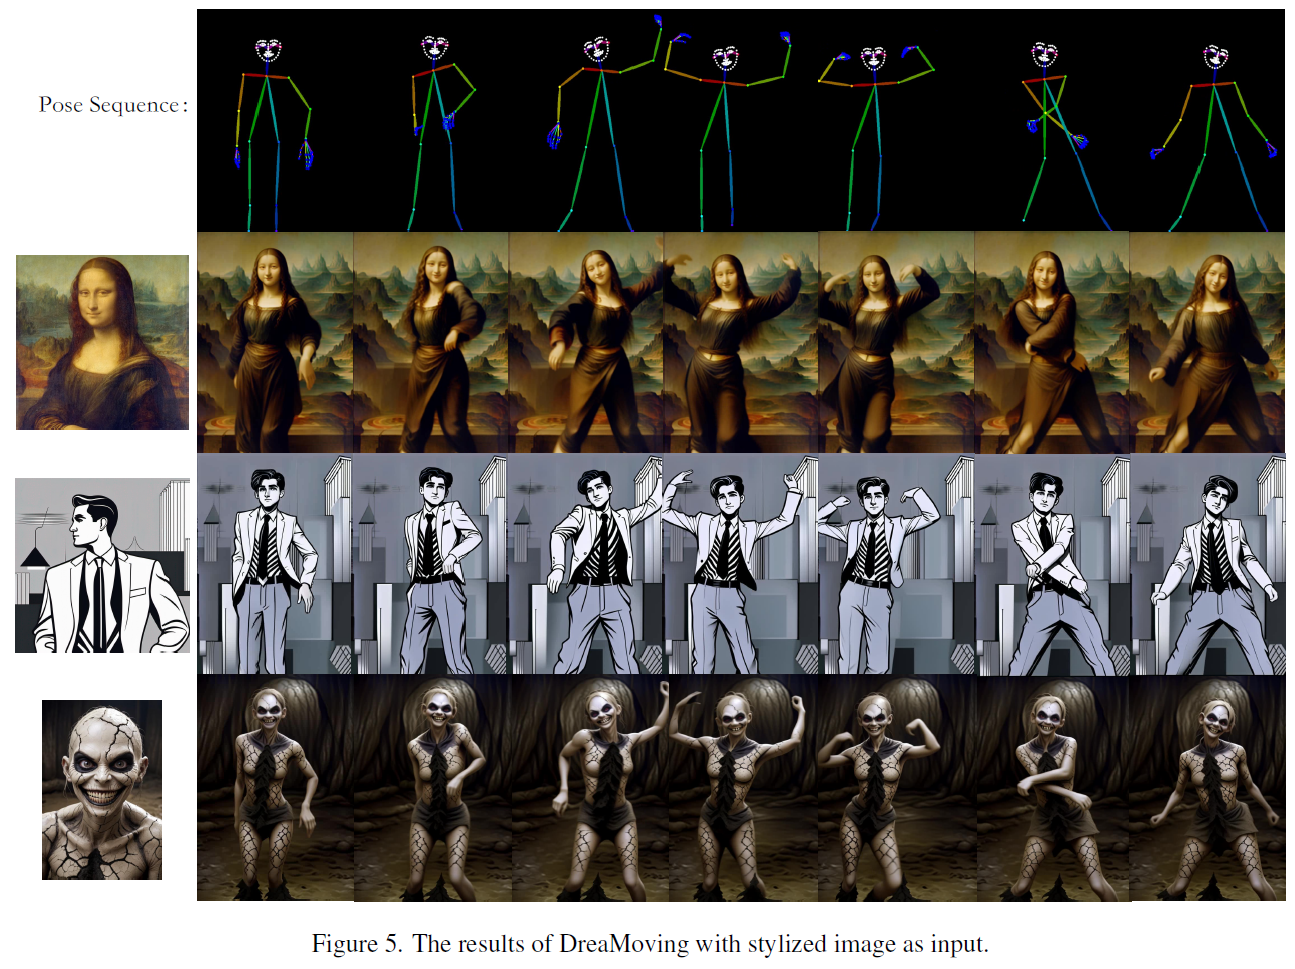 Pose Sequence:
Figure 5. The results of DreaMoving with stylized image as input.